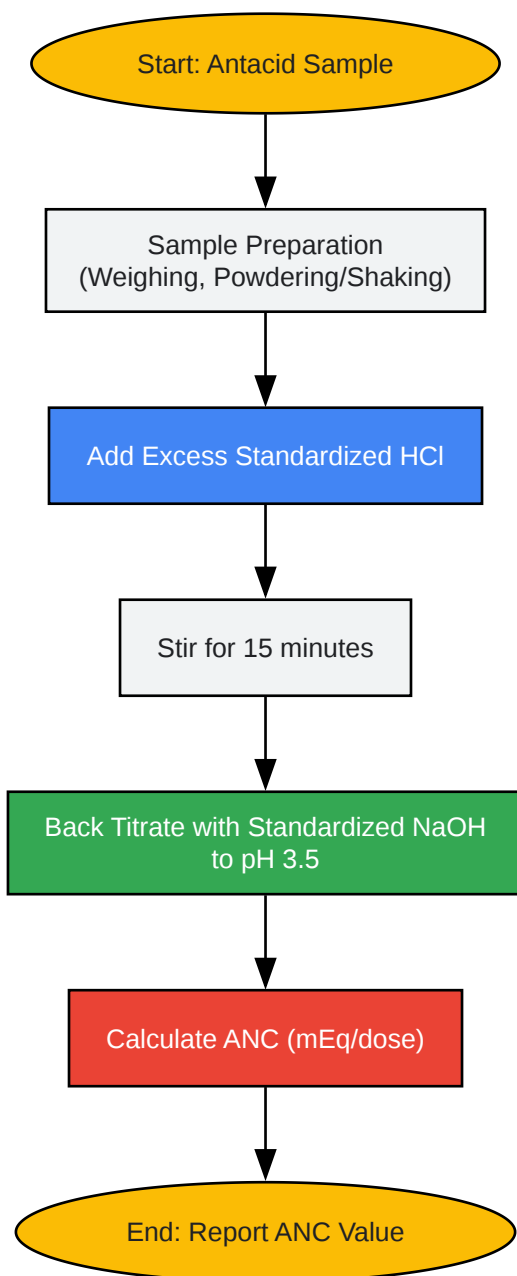 Start: Antacid Sample
Sample Preparation
(Weighing, Powdering/Shaking)
Add Excess Standardized HCl
Stir for 15 minutes
Back Titrate with Standardized NaOH
to pH 3.5
Calculate ANC (mEq/dose)
End: Report ANC Value